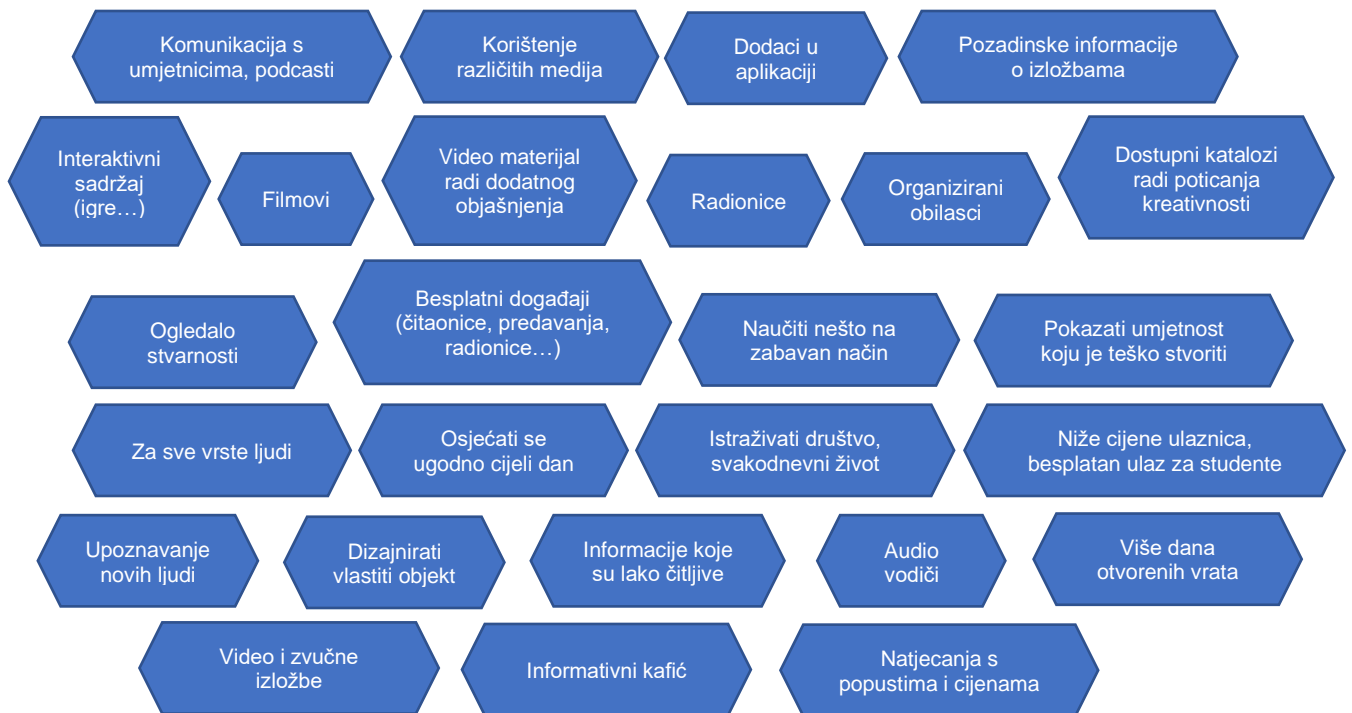 Komunikacija s
umjetnicima, podcasti
Korištenje
različitih medija
Dodaci u
aplikaciji
Pozadinske informacije
o izložbama
Interaktivni
sadržaj
(igre…)
Filmovi
Video materijal
radi dodatnog
objašnjenja
Radionice
Organizirani
obilasci
Dostupni katalozi
radi poticanja
kreativnosti
Ogledalo
stvarnosti
Besplatni događaji
(čitaonice, predavanja,
radionice…)
Naučiti nešto na
zabavan način
Pokazati umjetnost
koju je teško stvoriti
Za sve vrste ljudi
Osjećati se
ugodno cijeli dan
Istraživati društvo,
svakodnevni život
Niže cijene ulaznica,
besplatan ulaz za studente
Upoznavanje
novih ljudi
Dizajnirati
vlastiti objekt
Informacije koje
su lako čitljive
Audio
vodiči
Više dana
otvorenih vrata
Video i zvučne
izložbe
Informativni kafić
Natjecanja s
popustima i cijenama